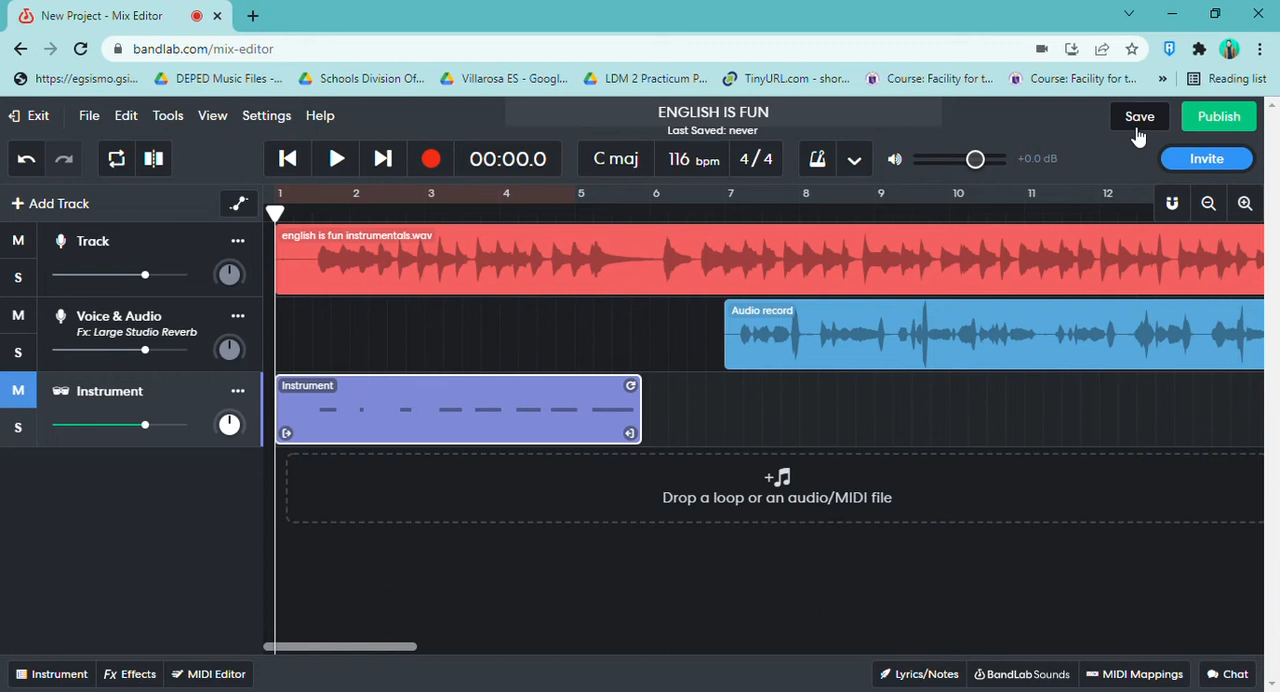 New Project - Mix Editor
bandlab.com/mix-editor
https://egsismo.gsi... DEPED Music Files -... Schools Division Of... Villarosa ES - Googl... LDM 2 Practicum P... TinyURL.com - shor... Course: Facility for t... Course: Facility for t... » Reading list
Exit File Edit Tools View Settings Help
ENGLISH IS FUN
Last Saved: never
Save Publish
00:00.0 C maj 116 bpm 4/4 +0.0 dB Invite
+ Add Track 1 2 3 4 5 6 7 8 9 10 11 12
M Track english is fun instrumentals.wav
S
M Voice & Audio Audio record
Fx: Large Studio Reverb
S
M Instrument Instrument
S
Drop a loop or an audio/MIDI file
Instrument Fx Effects MIDI Editor Lyrics/Notes BandLab Sounds MIDI Mappings Chat